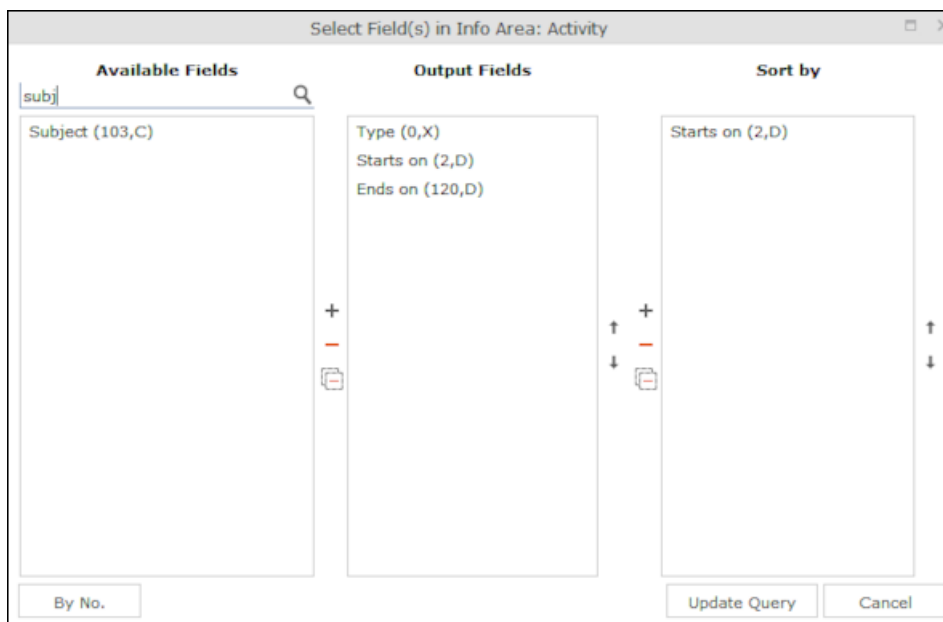 Select Field(s) in Info Area: Activity
Available Fields
Output Fields
Sort by
subj
Subject (103,C)
Type (0,X)
Starts on (2,D)
Ends on (120,D)
Starts on (2,D)
By No.
Update Query
Cancel